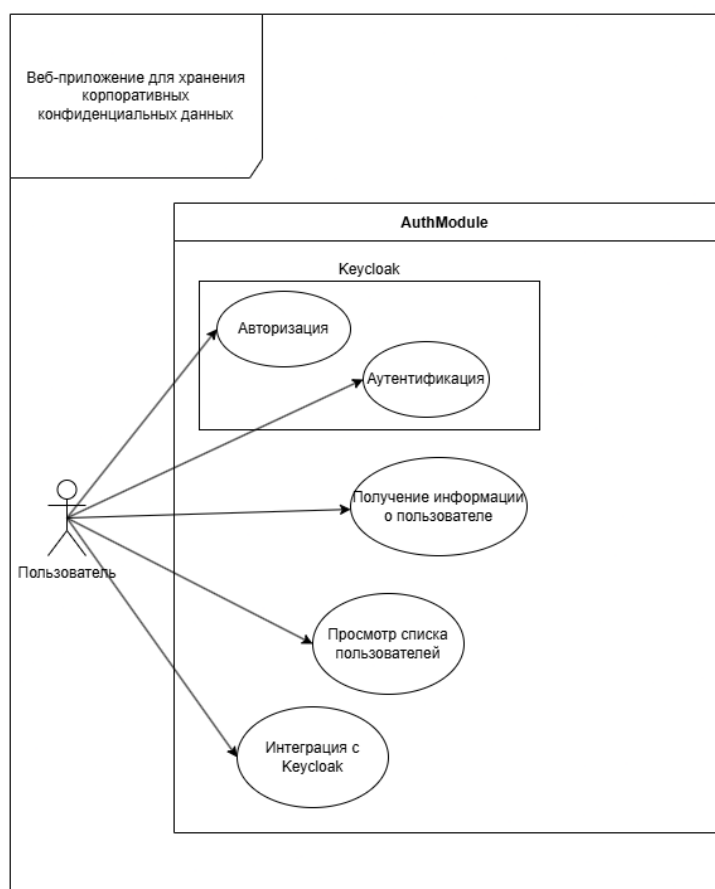 Веб-приложение для хранения
корпоративных
конфиденциальных данных
AuthModule
Keycloak
Авторизация
Аутентификация
Получение информации
о пользователе
Пользователь
Просмотр списка
пользователей
Интеграция с
Keycloak